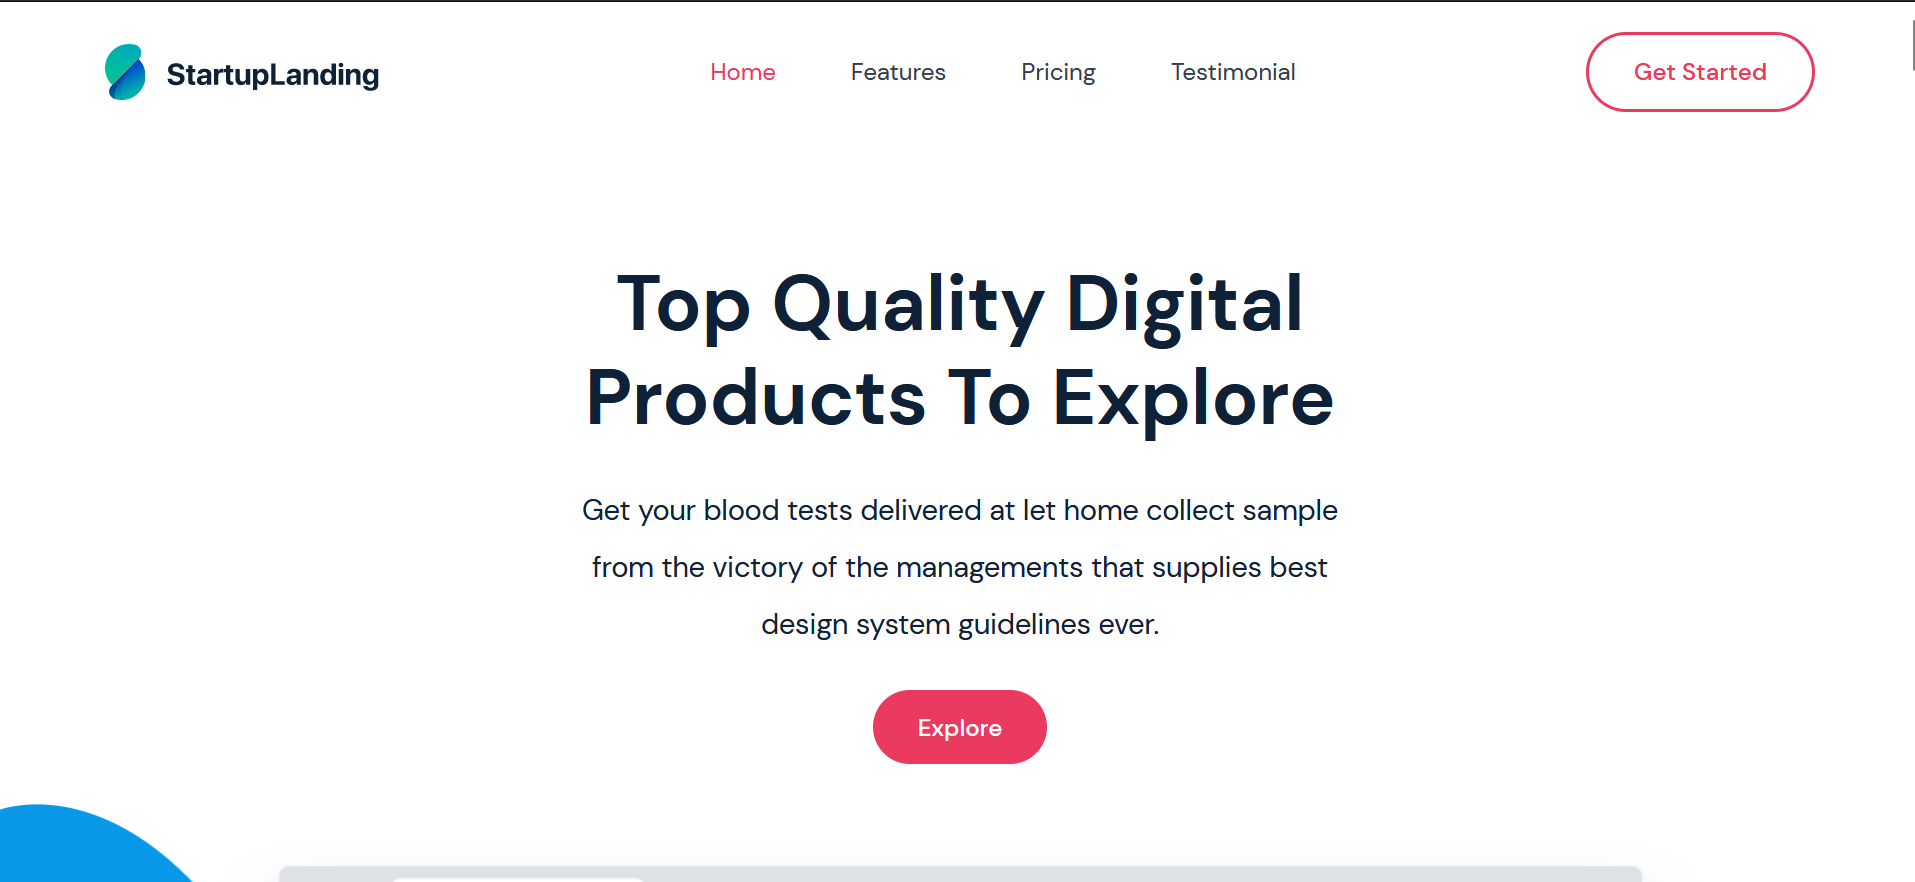 StartupLanding
Home
Features
Pricing
Testimonial
Get Started
Top Quality Digital
Products To Explore
Get your blood tests delivered at let home collect sample
from the victory of the managements that supplies best
design system guidelines ever.
Explore